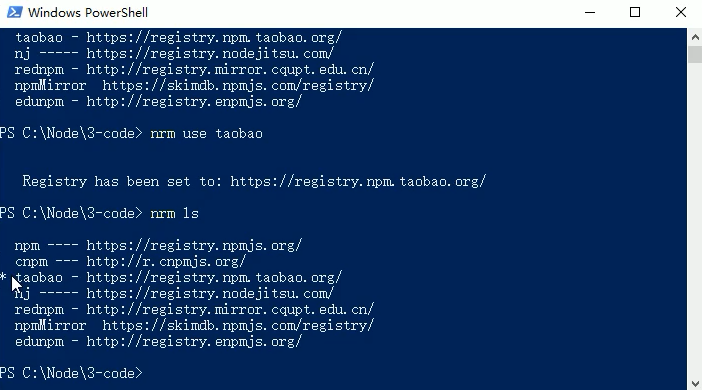 Windows PowerShell
taobao - https://registry.npm.taobao.org/
nj ----- https://registry.nodejitsu.com/
rednpm - http://registry.mirror.cqupt.edu.cn/
npmMirror  https://skimdb.npmjs.com/registry/
edunpm - http://registry.enpmjs.org/
PS C:\Node\3-code> nrm use taobao
Registry has been set to: https://registry.npm.taobao.org/
PS C:\Node\3-code> nrm ls
npm ---- https://registry.npmjs.org/
cnpm --- http://r.cnpmjs.org/
* taobao - https://registry.npm.taobao.org/
nj ----- https://registry.nodejitsu.com/
rednpm - http://registry.mirror.cqupt.edu.cn/
npmMirror  https://skimdb.npmjs.com/registry/
edunpm - http://registry.enpmjs.org/
PS C:\Node\3-code>